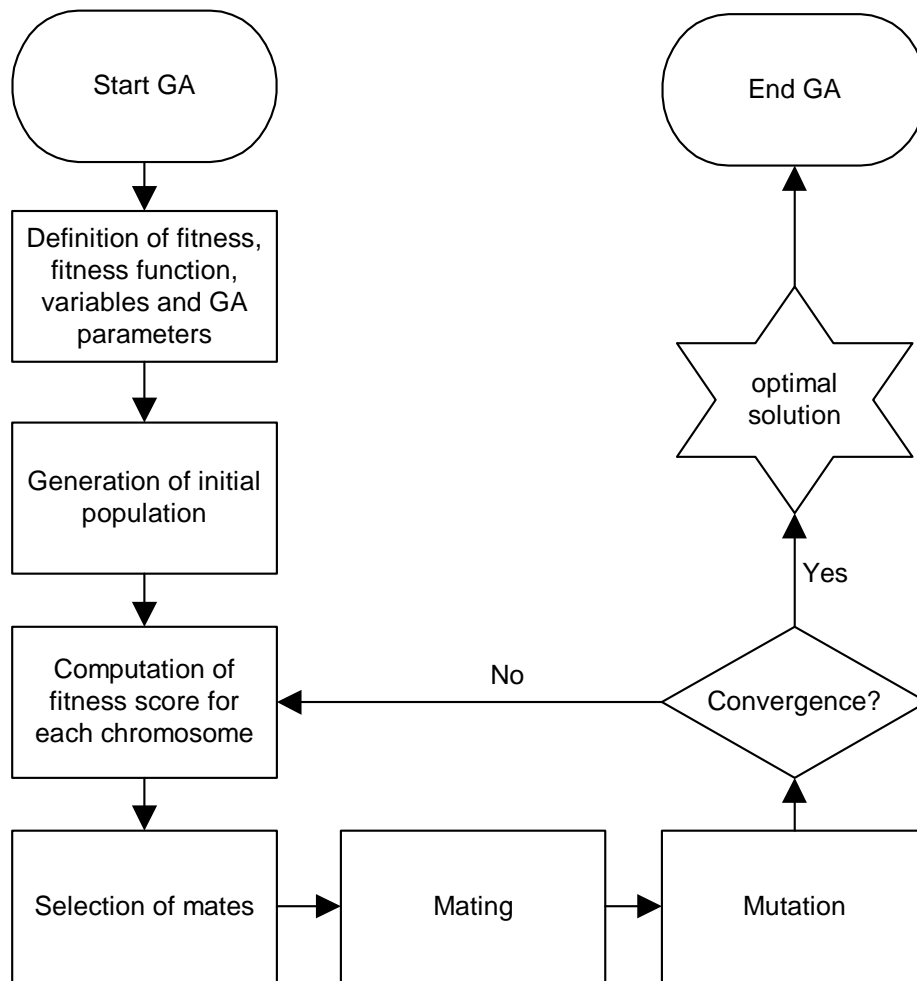 Start GA
Definition of fitness,
fitness function,
variables and GA
parameters
Generation of initial
population
Computation of
fitness score for
each chromosome
Selection of mates
Mating
Mutation
Convergence?
No
Yes
optimal
solution
End GA